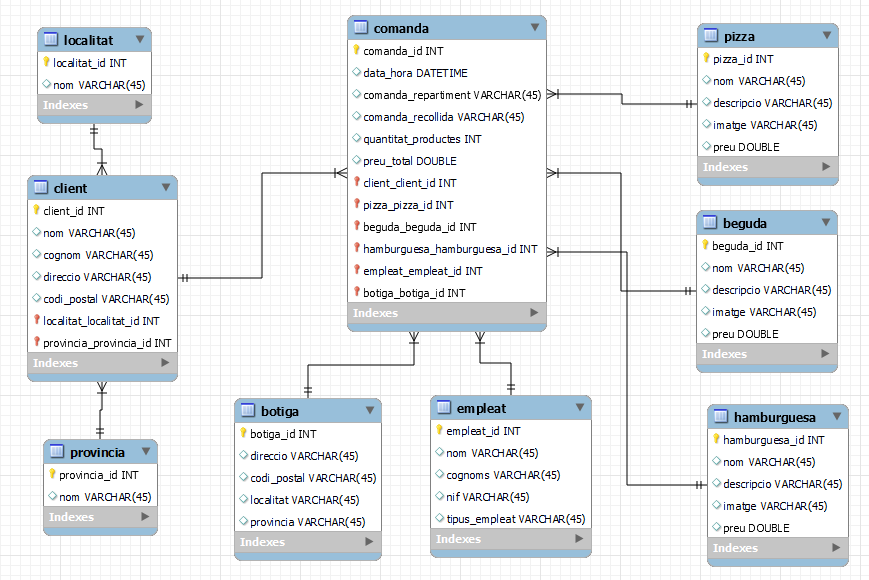 localitat
localitat_id INT
nom VARCHAR(45)
Indexes
client
client_id INT
nom VARCHAR(45)
cognom VARCHAR(45)
direccio VARCHAR(45)
codi_postal VARCHAR(45)
localitat_localitat_id INT
provincia_provincia_id INT
Indexes
provincia
provincia_id INT
nom VARCHAR(45)
Indexes
comanda
comanda_id INT
data_hora DATETIME
comanda_repartiment VARCHAR(45)
comanda_recollida VARCHAR(45)
quantitat_productes INT
preu_total DOUBLE
client_client_id INT
pizza_pizza_id INT
beguda_beguda_id INT
hamburguesa_hamburguesa_id INT
empleat_empleat_id INT
botiga_botiga_id INT
Indexes
botiga
botiga_id INT
direccio VARCHAR(45)
codi_postal VARCHAR(45)
localitat VARCHAR(45)
provincia VARCHAR(45)
Indexes
empleat
empleat_id INT
nom VARCHAR(45)
cognoms VARCHAR(45)
nif VARCHAR(45)
tipus_empleat VARCHAR(45)
Indexes
pizza
pizza_id INT
nom VARCHAR(45)
descripcio VARCHAR(45)
imatge VARCHAR(45)
preu DOUBLE
Indexes
beguda
beguda_id INT
nom VARCHAR(45)
descripcio VARCHAR(45)
imatge VARCHAR(45)
preu DOUBLE
Indexes
hamburguesa
hamburguesa_id INT
nom VARCHAR(45)
descripcio VARCHAR(45)
imatge VARCHAR(45)
preu DOUBLE
Indexes